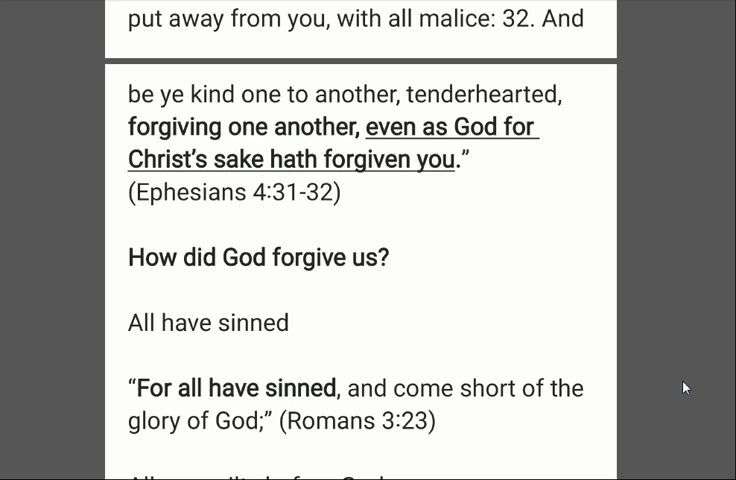 put away from you, with all malice: 32. And
be ye kind one to another, tenderhearted,
forgiving one another, even as God for
Christ’s sake hath forgiven you.”
(Ephesians 4:31-32)
How did God forgive us?
All have sinned
“For all have sinned, and come short of the
glory of God;” (Romans 3:23)